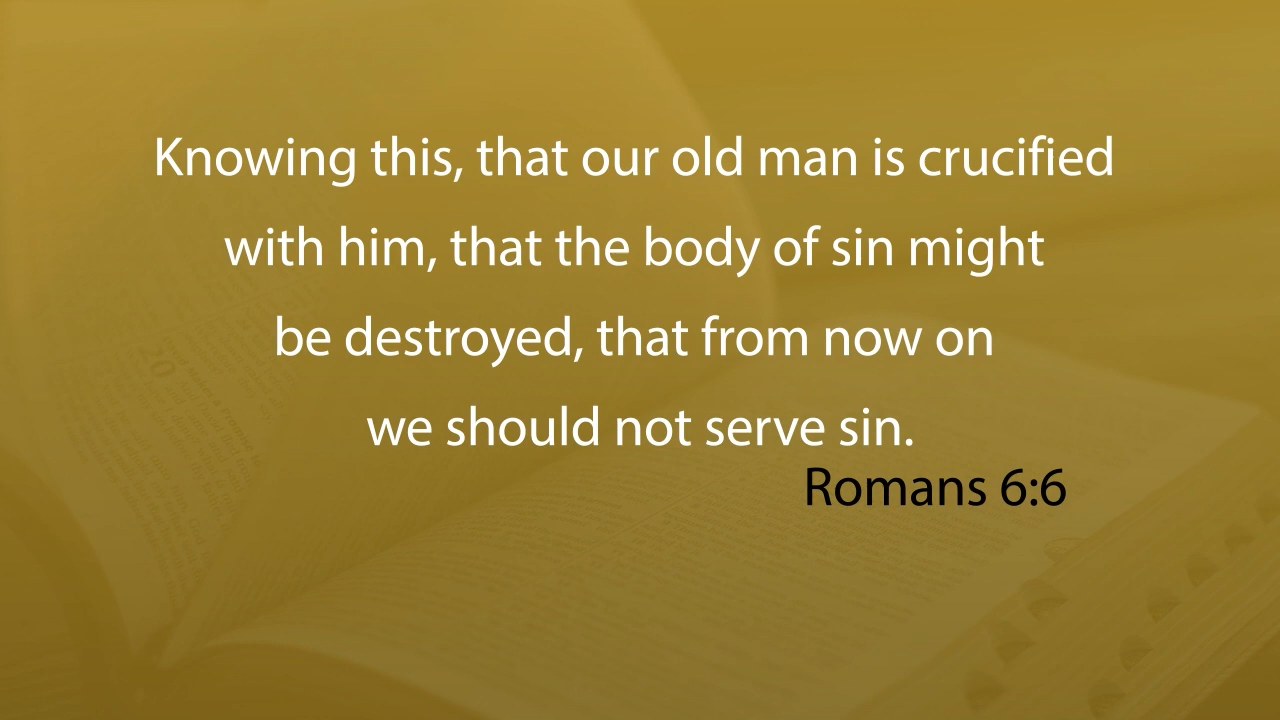 Knowing this, that our old man is crucified
with him, that the body of sin might
be destroyed, that from now on
we should not serve sin.
Romans 6:6